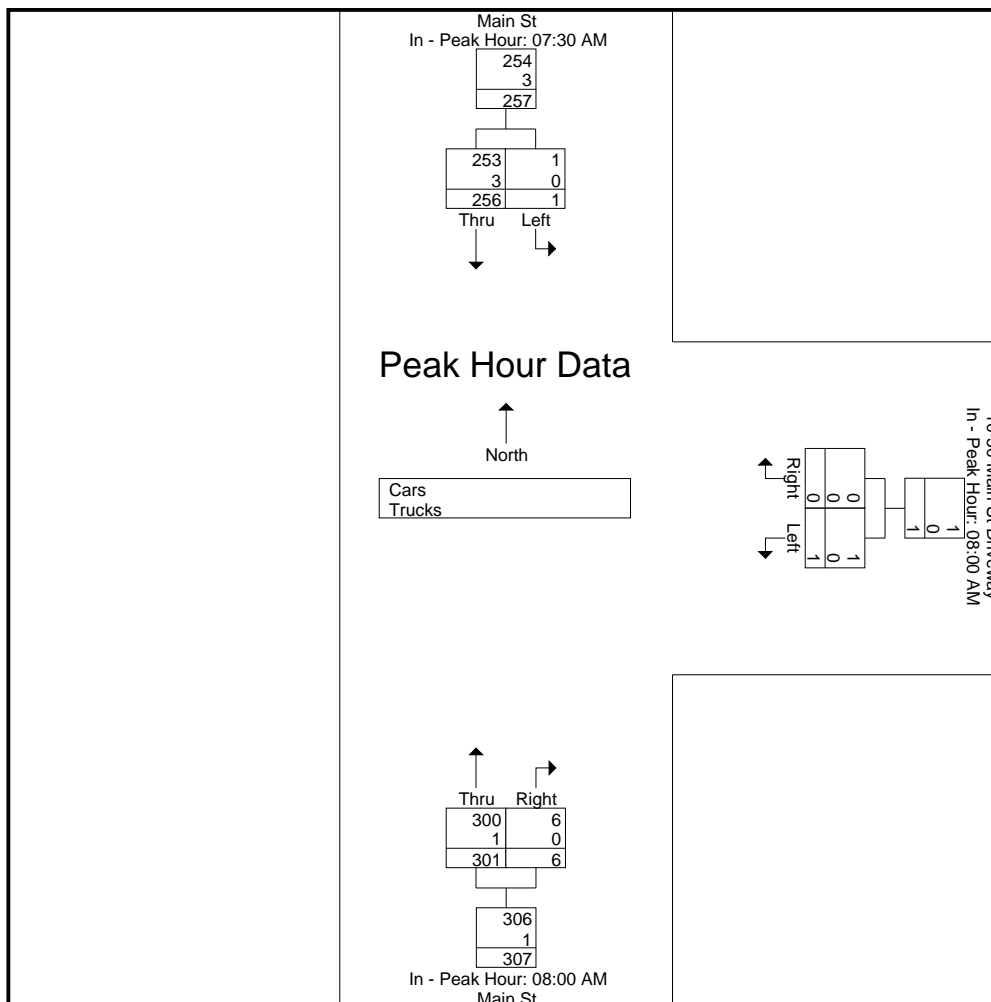 Main St
In - Peak Hour: 07:30 AM
254
3
257
253 1
3 0
256 1
Thru Left
Peak Hour Data
North
Cars
Trucks
Right Left
0 1
0 0
0 1
1
0
1
In - Peak Hour: 08:00 AM
Main St Driveway
Thru Right
300 6
1 0
301 6
306
1
307
In - Peak Hour: 08:00 AM
Main St